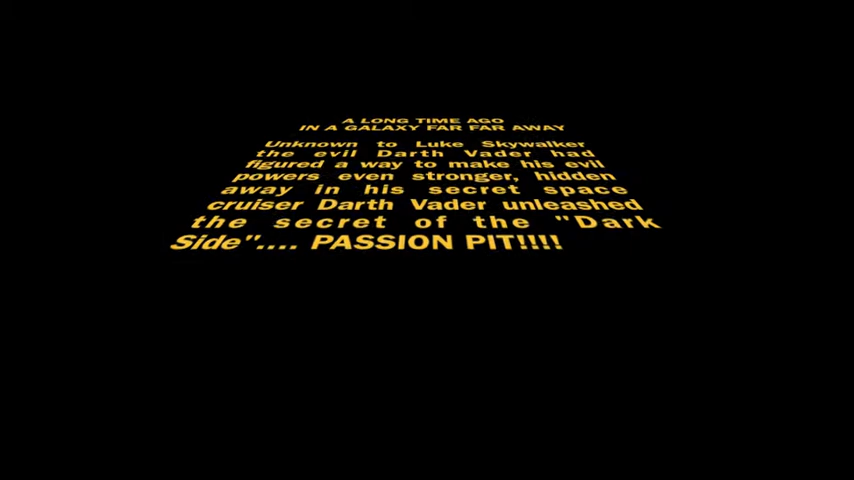 A LONG TIME AGO
IN A GALAXY FAR FAR AWAY
Unknown to Luke Skywalker
the evil Darth Vader had
figured a way to make his evil
powers even stronger, hidden
away in his secret space
cruiser Darth Vader unleashed
the secret of the "Dark
Side".... PASSION PIT!!!!